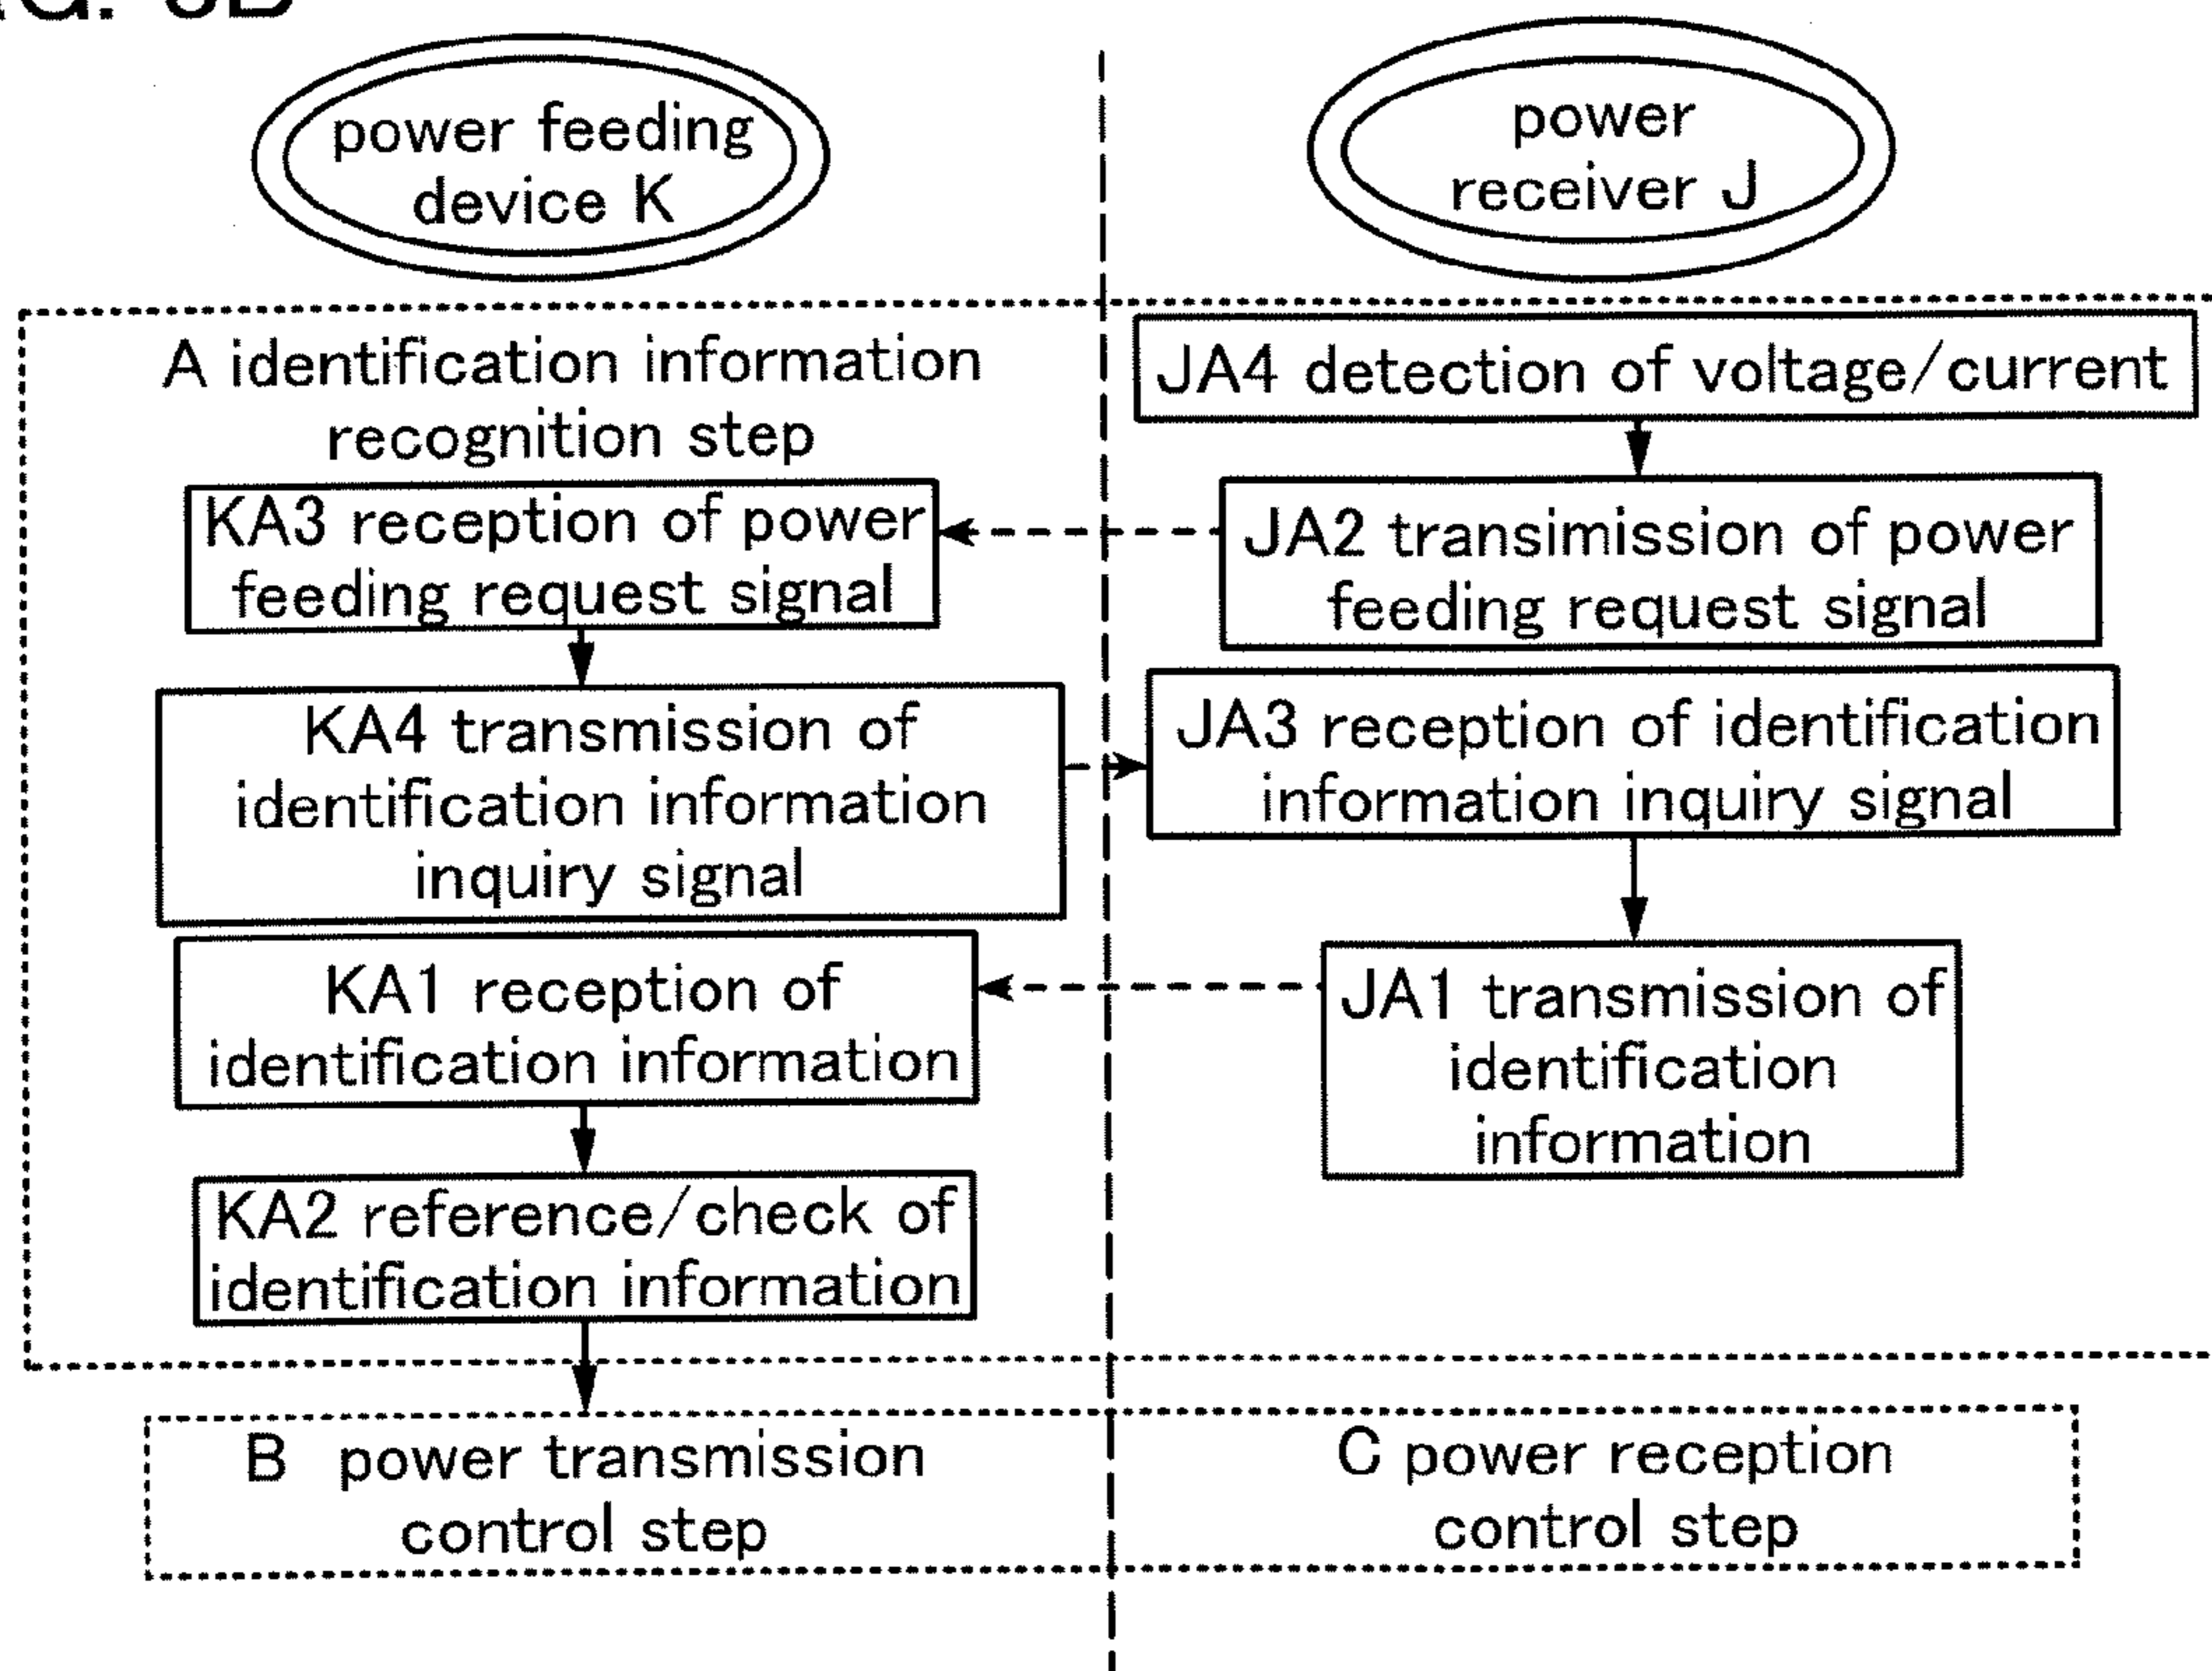 power feeding
device K
power
receiver J
A identification information
recognition step
JA4 detection of voltage/current
KA3 reception of power
feeding request signal
JA2 transimission of power
feeding request signal
KA4 transmission of
identification information
inquiry signal
JA3 reception of identification
information inquiry signal
KA1 reception of
identification information
JA1 transmission of
identification
information
KA2 reference/check of
identification information
B power transmission
control step
C power reception
control step